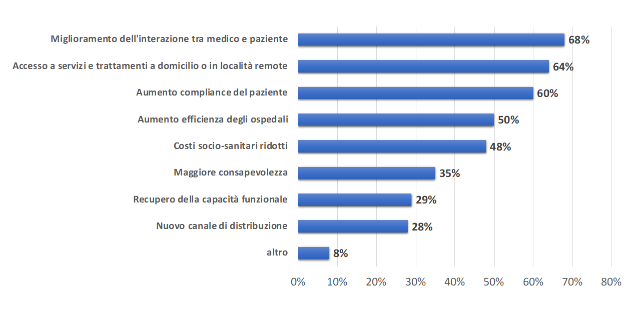 Miglioramento dell'interazione tra medico e paziente 68%
Accesso a servizi e trattamenti a domicilio o in località remote 64%
Aumento compliance del paziente 60%
Aumento efficienza degli ospedali 50%
Costi socio-sanitari ridotti 48%
Maggiore consapevolezza 35%
Recupero della capacità funzionale 29%
Nuovo canale di distribuzione 28%
altro 8%
0% 10% 20% 30% 40% 50% 60% 70% 80%